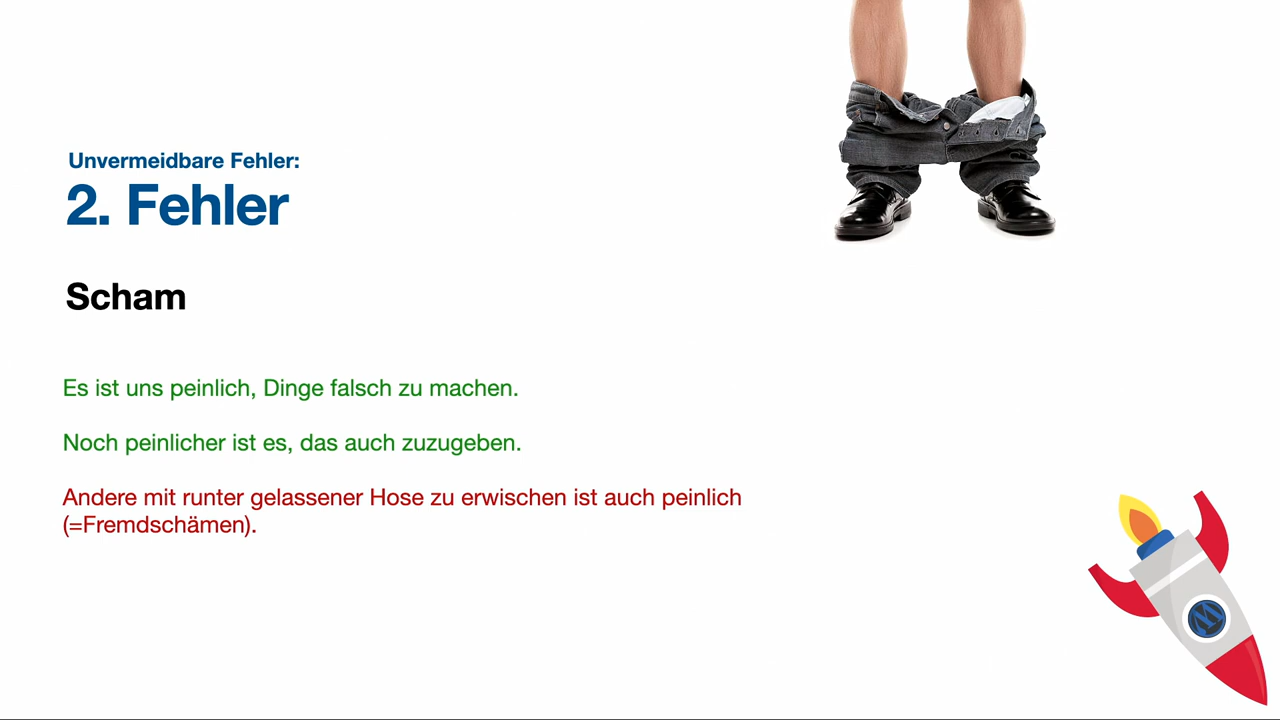 Unvermeidbare Fehler:
2. Fehler
Scham
Es ist uns peinlich, Dinge falsch zu machen.
Noch peinlicher ist es, das auch zuzugeben.
Andere mit runter gelassener Hose zu erwischen ist auch peinlich
(=Fremdschämen).